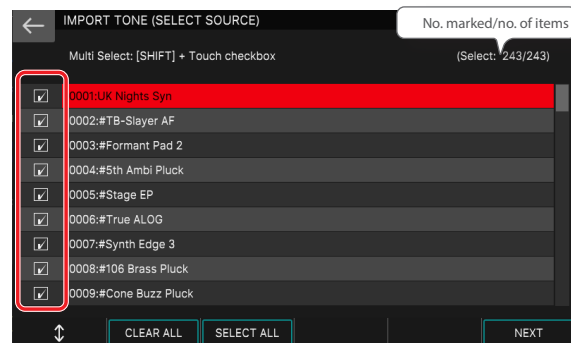 IMPORT TONE (SELECT SOURCE)
No. marked/no. of items
Multi Select: [SHIFT] + Touch checkbox
(Select: 243/243)
0001:UK Nights Syn
0002:#TB-Slayer AF
0003:#Formant Pad 2
0004:#5th Ambi Pluck
0005:#Stage EP
0006:#True ALOG
0007:#Synth Edge 3
0008:#106 Brass Pluck
0009:#Cone Buzz Pluck
CLEAR ALL
SELECT ALL
NEXT